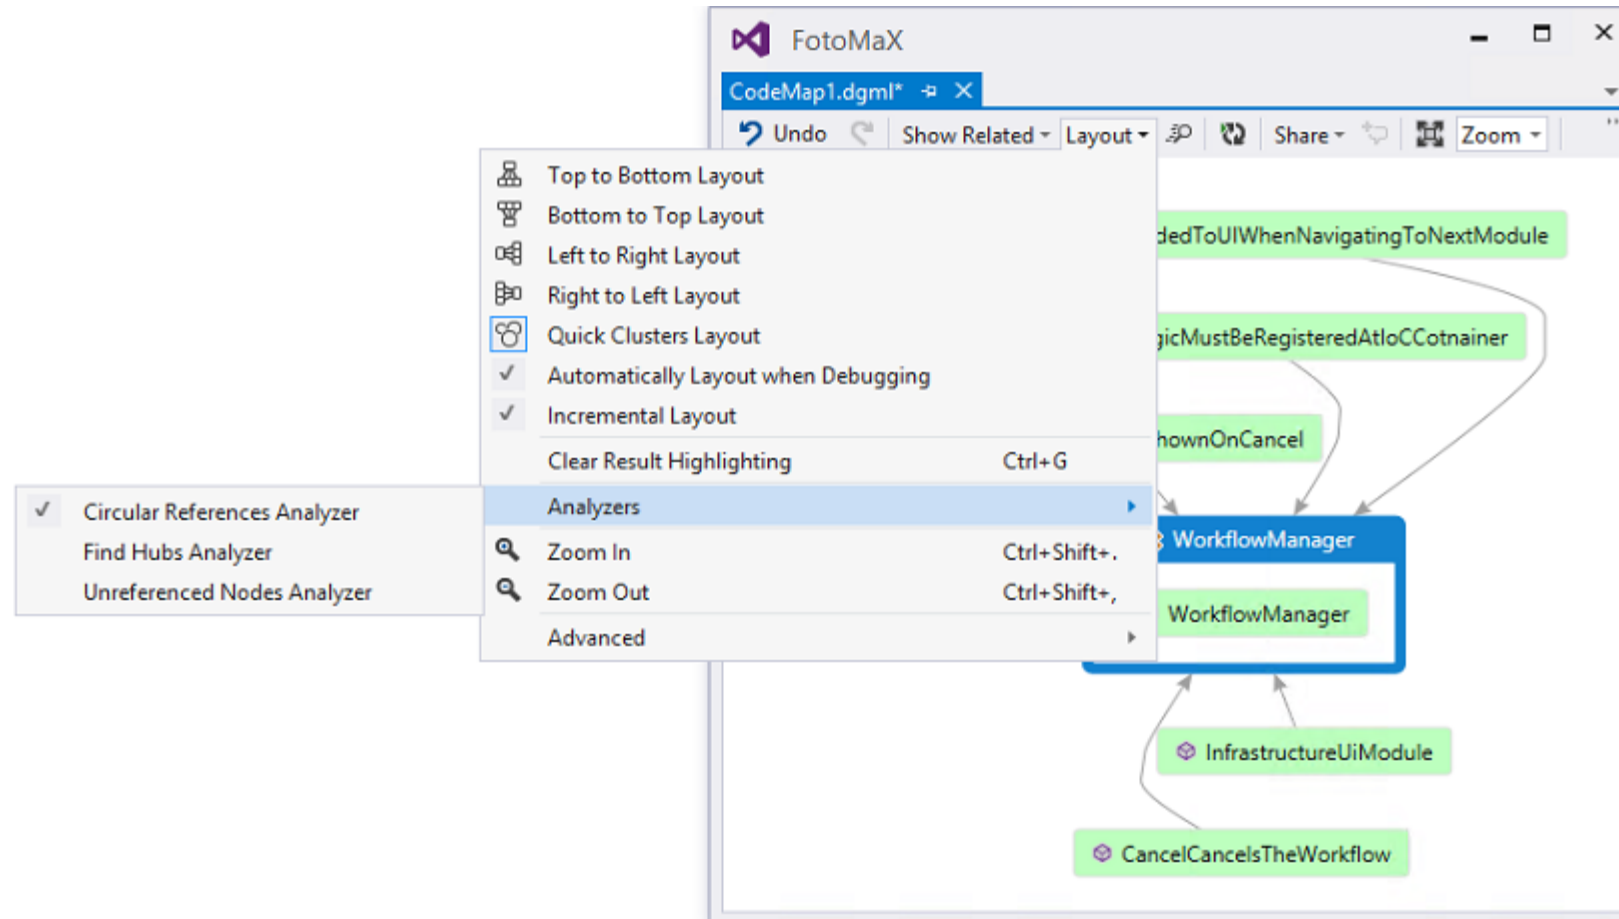 FotoMaX
CodeMap1.dgml*
Undo Show Related Layout Share Zoom
Top to Bottom Layout
Bottom to Top Layout
Left to Right Layout
Right to Left Layout
Quick Clusters Layout
Automatically Layout when Debugging
Incremental Layout
Clear Result Highlighting Ctrl+G
Analyzers
Zoom In Ctrl+Shift+.
Zoom Out Ctrl+Shift+,
Advanced
Circular References Analyzer
Find Hubs Analyzer
Unreferenced Nodes Analyzer
dedToUIWhenNavigatingToNextModule
gicMustBeRegisteredAtIoCCotnainer
hownOnCancel
WorkflowManager
WorkflowManager
InfrastructureUiModule
CancelCancelsTheWorkflow